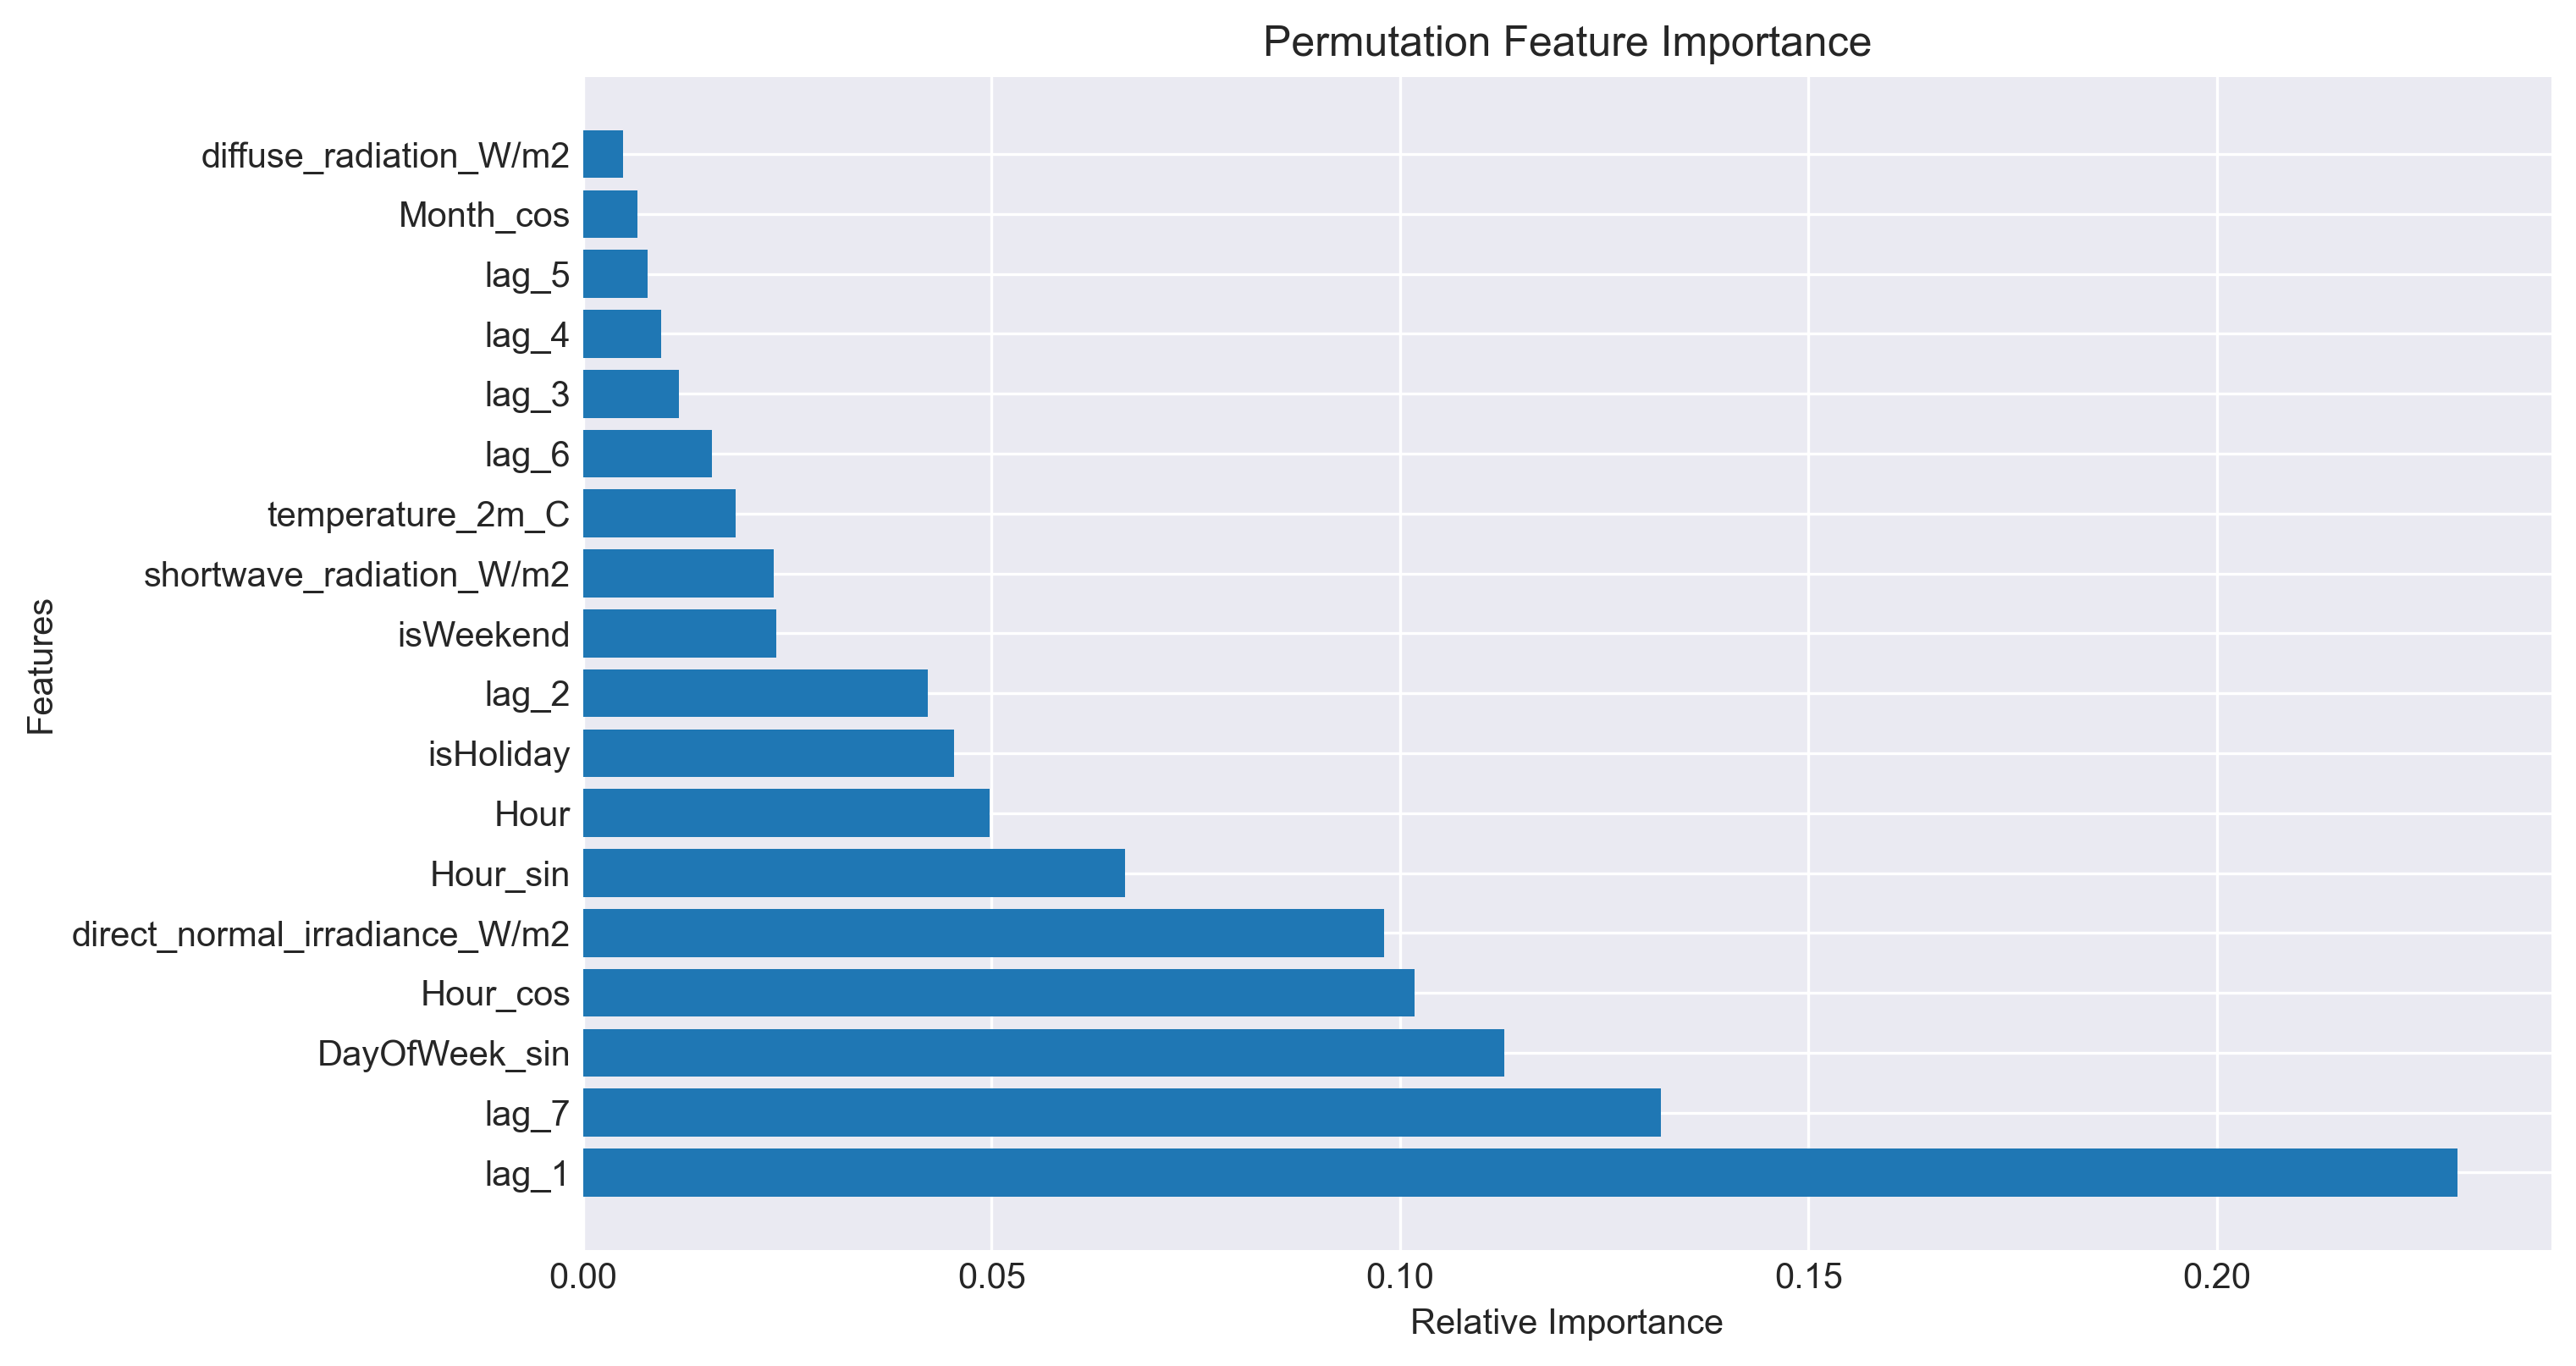 Permutation Feature Importance
diffuse_radiation_W/m2
Month_cos
lag_5
lag_4
lag_3
lag_6
temperature_2m_C
shortwave_radiation_W/m2
isWeekend
lag_2
isHoliday
Hour
Hour_sin
direct_normal_irradiance_W/m2
Hour_cos
DayOfWeek_sin
lag_7
lag_1
Features
0.00 0.05 0.10 0.15 0.20
Relative Importance